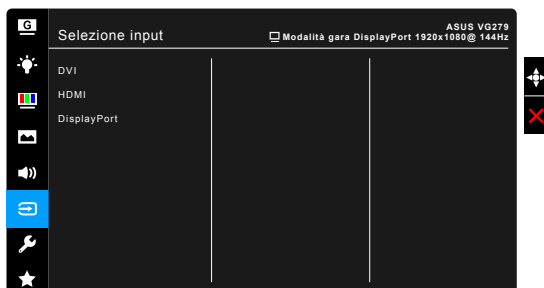 G
Selezione input
ASUS VG279
Modalità gara DisplayPort 1920x1080@ 144Hz
DVI
HDMI
DisplayPort